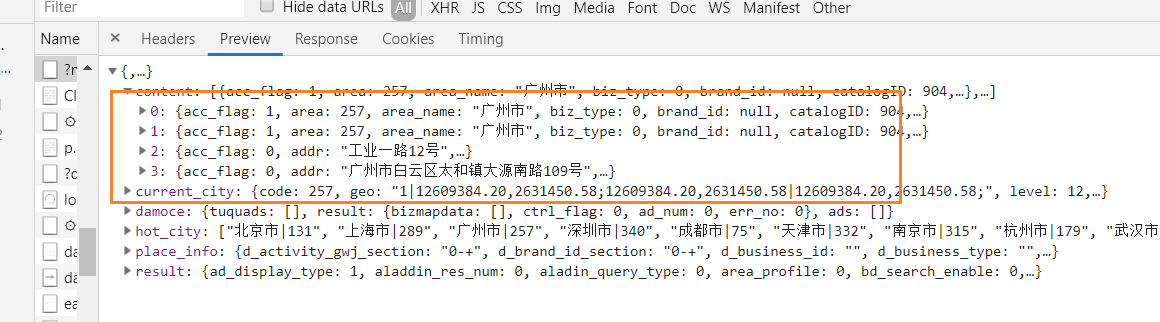 Preserve log Hide data URLs All XHR JS CSS Img Media Font Doc WS Manifest Other
Name × Headers Preview Response Cookies Timing
▼{,…}
▼content: [{acc_flag: 1, area: 257, area_name: "广州市", biz_type: 0, brand_id: null, catalogID: 904,…},…]
▶0: {acc_flag: 1, area: 257, area_name: "广州市", biz_type: 0, brand_id: null, catalogID: 904,…}
▶1: {acc_flag: 1, area: 257, area_name: "广州市", biz_type: 0, brand_id: null, catalogID: 904,…}
▶2: {acc_flag: 0, addr: "工业一路12号",…}
▶3: {acc_flag: 0, addr: "广州市白云区太和镇大源南路109号",…}
▶current_city: {code: 257, geo: "1|12609384.20,2631450.58;12609384.20,2631450.58|12609384.20,2631450.58;", level: 12,…}
▶damoce: {tuquads: [], result: {bizmapdata: [], ctrl_flag: 0, ad_num: 0, err_no: 0}, ads: []}
▶hot_city: ["北京市|131", "上海市|289", "广州市|257", "深圳市|340", "成都市|75", "天津市|332", "南京市|315", "杭州市|179", "武汉市
▶place_info: {d_activity_gwj_section: "0-+", d_brand_id_section: "0-+", d_business_id: "", d_business_type: "",…}
▶result: {ad_display_type: 1, aladdin_res_num: 0, aladin_query_type: 0, area_profile: 0, bd_search_enable: 0,…}